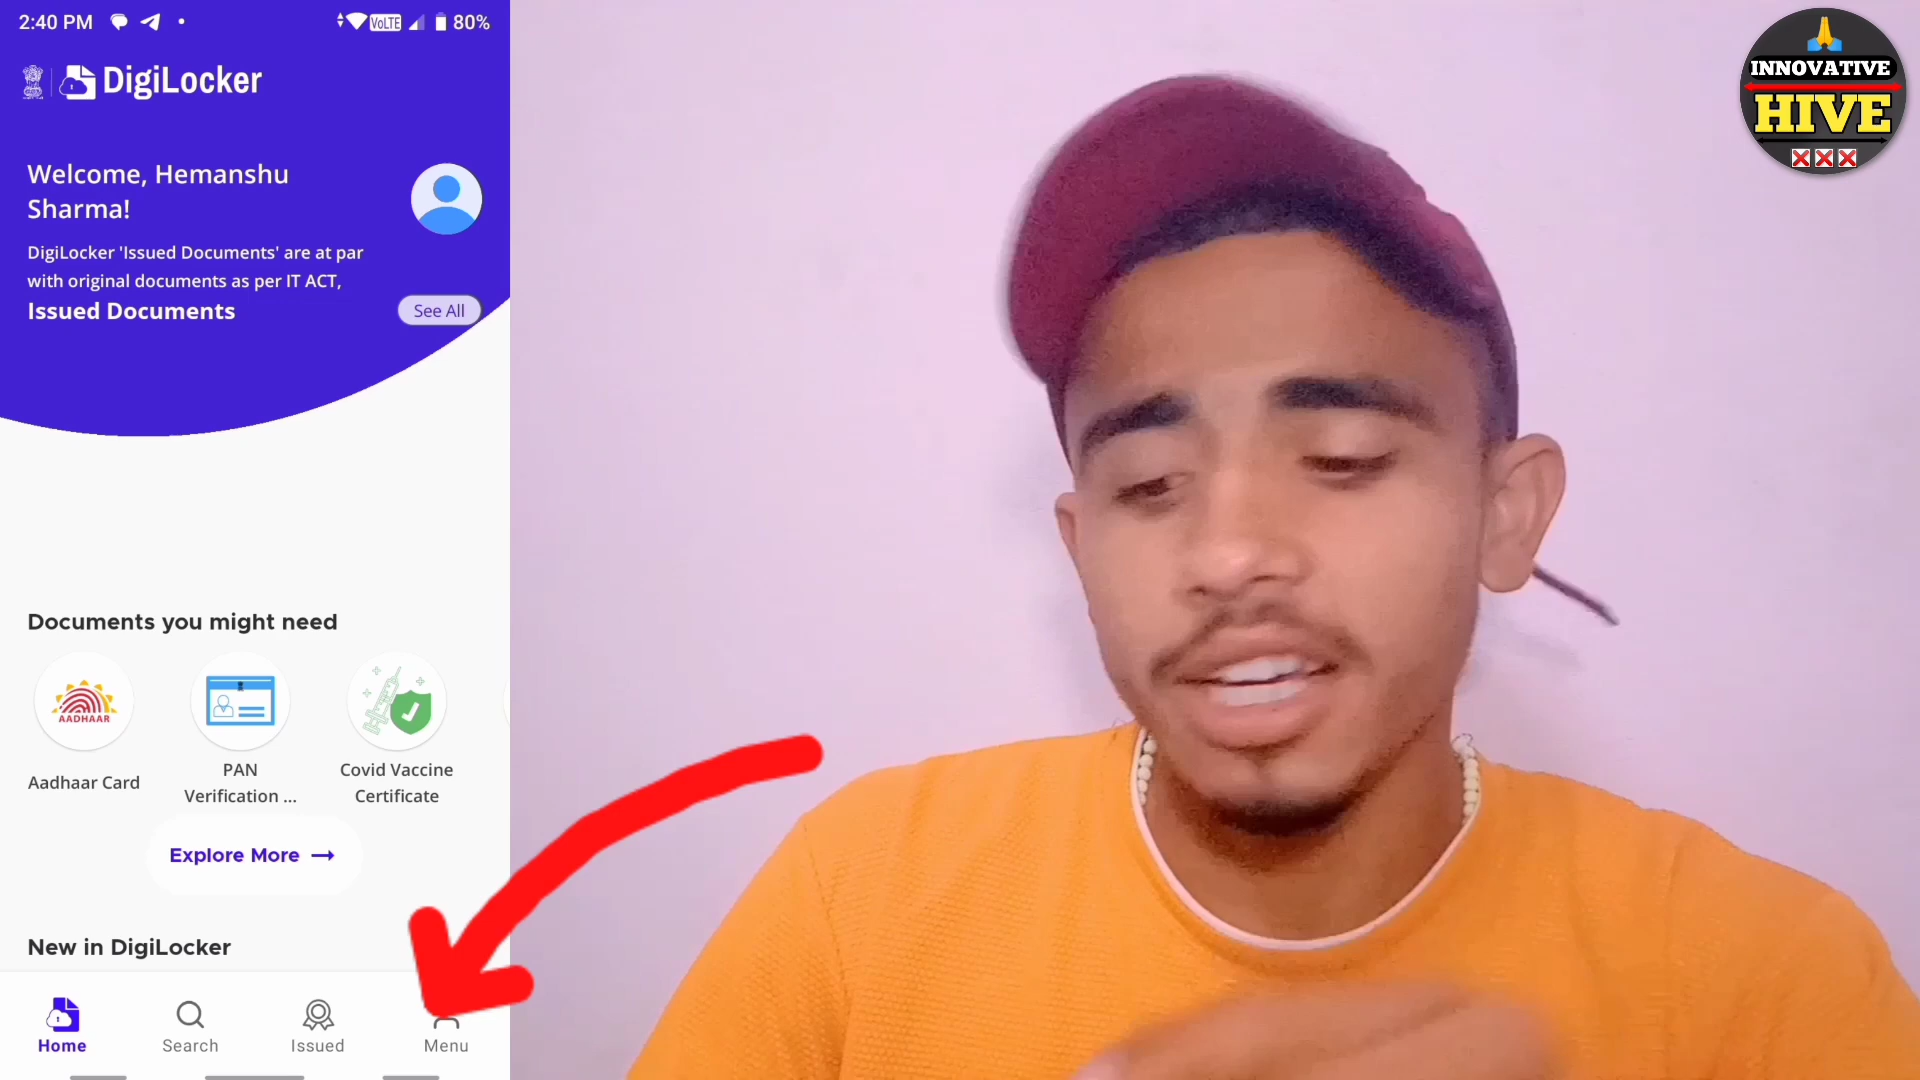 2:40 PM
VoLTE
80%
DigiLocker
Welcome, Hemanshu
Sharma!
DigiLocker 'Issued Documents' are at par
with original documents as per IT ACT,
Issued Documents
See All
Documents you might need
AADHAAR
Aadhaar Card
PAN
Verification ...
Covid Vaccine
Certificate
Explore More →
New in DigiLocker
Home
Search
Issued
Menu
INNOVATIVE
HIVE